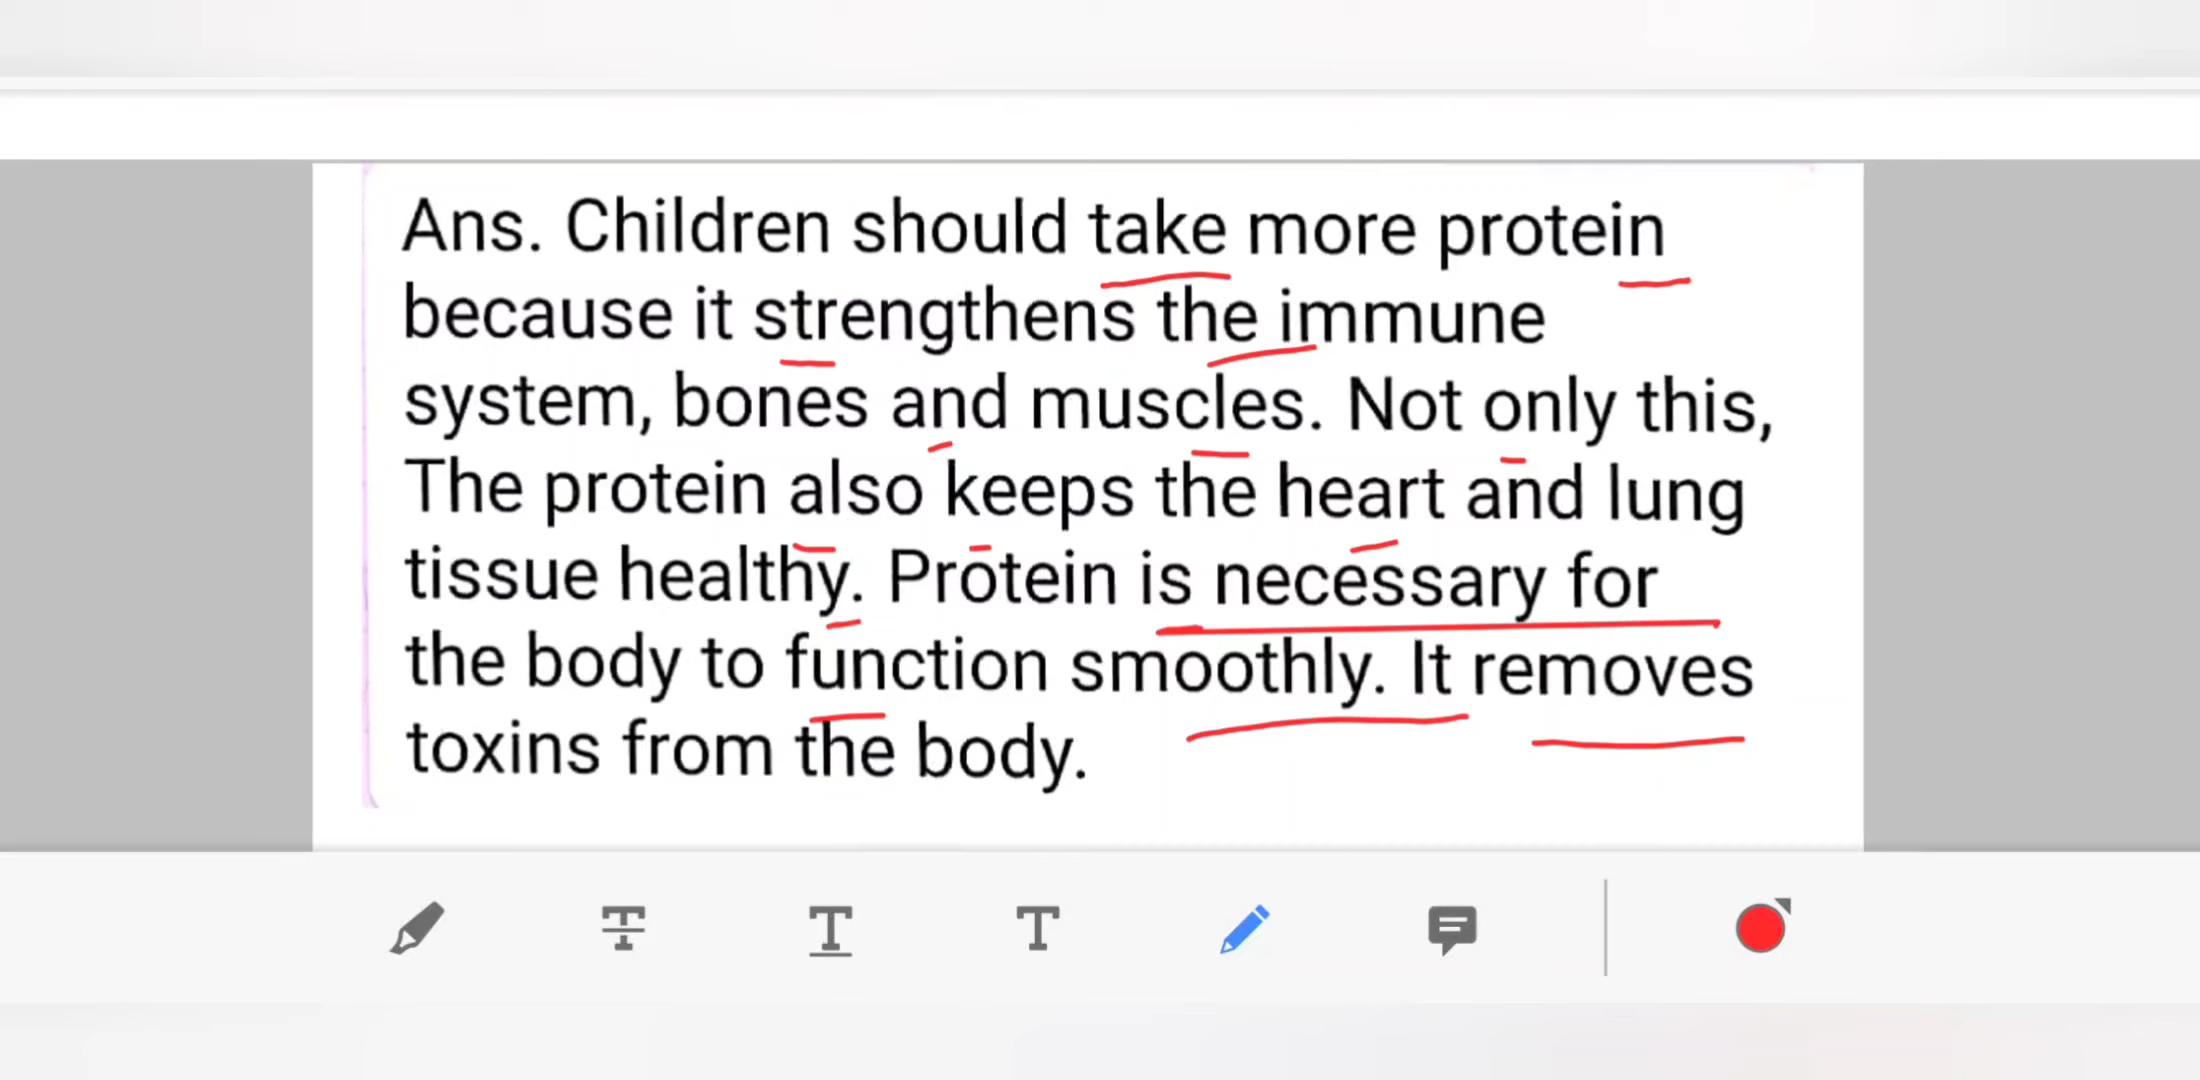 Ans. Children should take more protein
because it strengthens the immune
system, bones and muscles. Not only this,
The protein also keeps the heart and lung
tissue healthy. Protein is necessary for
the body to function smoothly. It removes
toxins from the body.